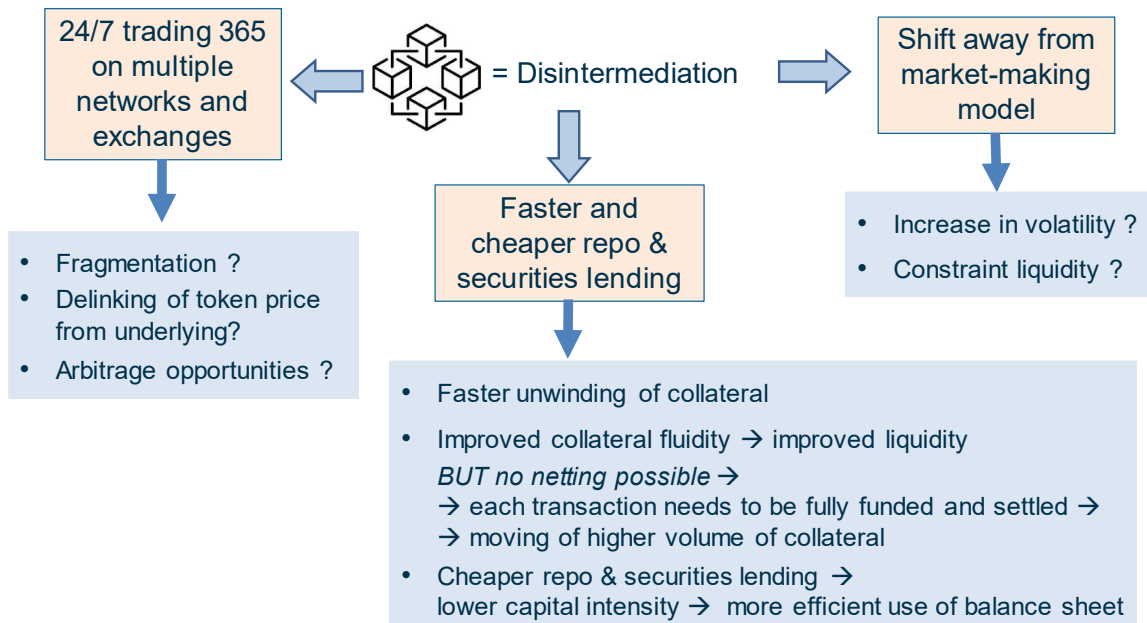 24/7 trading 365
on multiple
networks and
exchanges
= Disintermediation
Shift away from
market-making
model
• Fragmentation ?
• Delinking of token price
from underlying?
• Arbitrage opportunities ?
Faster and
cheaper repo &
securities lending
• Increase in volatility ?
• Constraint liquidity ?
• Faster unwinding of collateral
• Improved collateral fluidity → improved liquidity
BUT no netting possible →
→ each transaction needs to be fully funded and settled →
→ moving of higher volume of collateral
• Cheaper repo & securities lending →
lower capital intensity → more efficient use of balance sheet